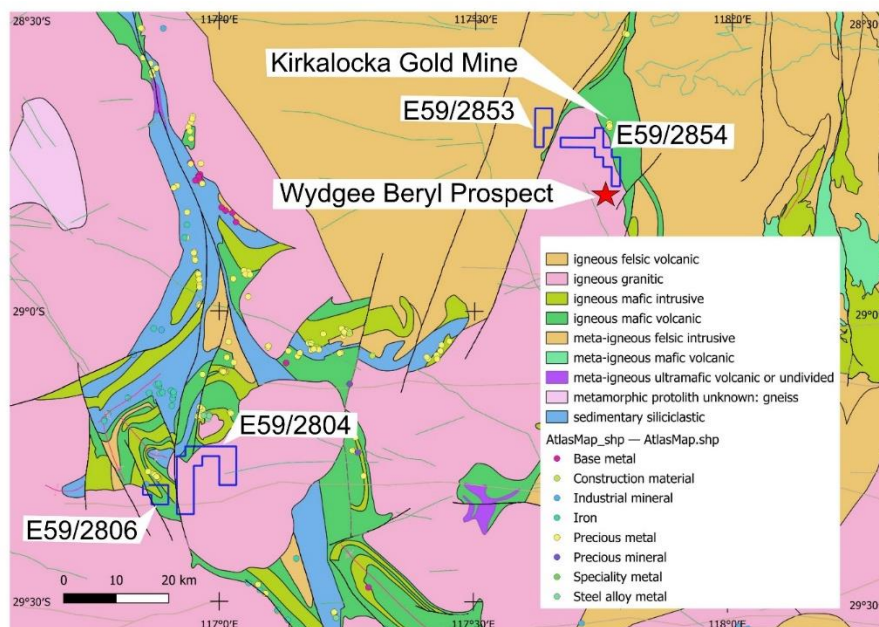 28°30'S
117°0'E
117°30'E
118°0'E
28°30'S
Kirkalocka Gold Mine
E59/2853
E59/2854
Wydgee Beryl Prospect
igneous felsic volcanic
igneous granitic
igneous mafic intrusive
igneous mafic volcanic
meta-igneous felsic intrusive
meta-igneous mafic volcanic
meta-igneous ultramafic volcanic or undivided
metamorphic protolith unknown: gneiss
sedimentary siliciclastic
AtlasMap_shp — AtlasMap.shp
Base metal
Construction material
Industrial mineral
Iron
Precious metal
Precious mineral
Speciality metal
Steel alloy metal
29°0'S
29°0'S
E59/2804
E59/2806
0 10 20 km
29°30'S
29°30'S
117°0'E
117°30'E
118°0'E